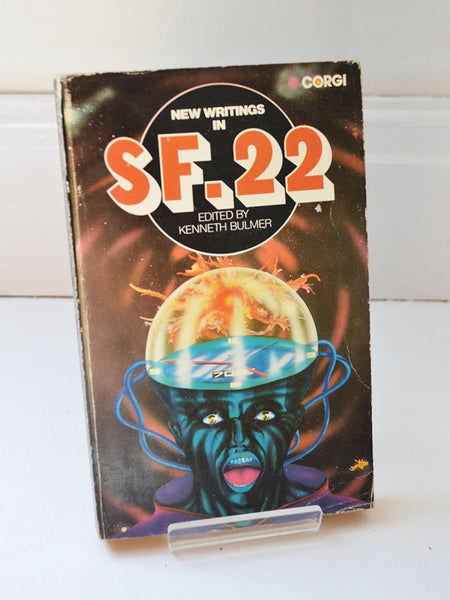 CORGI
NEW WRITINGS
IN
SF.22
EDITED BY
KENNETH BULMER